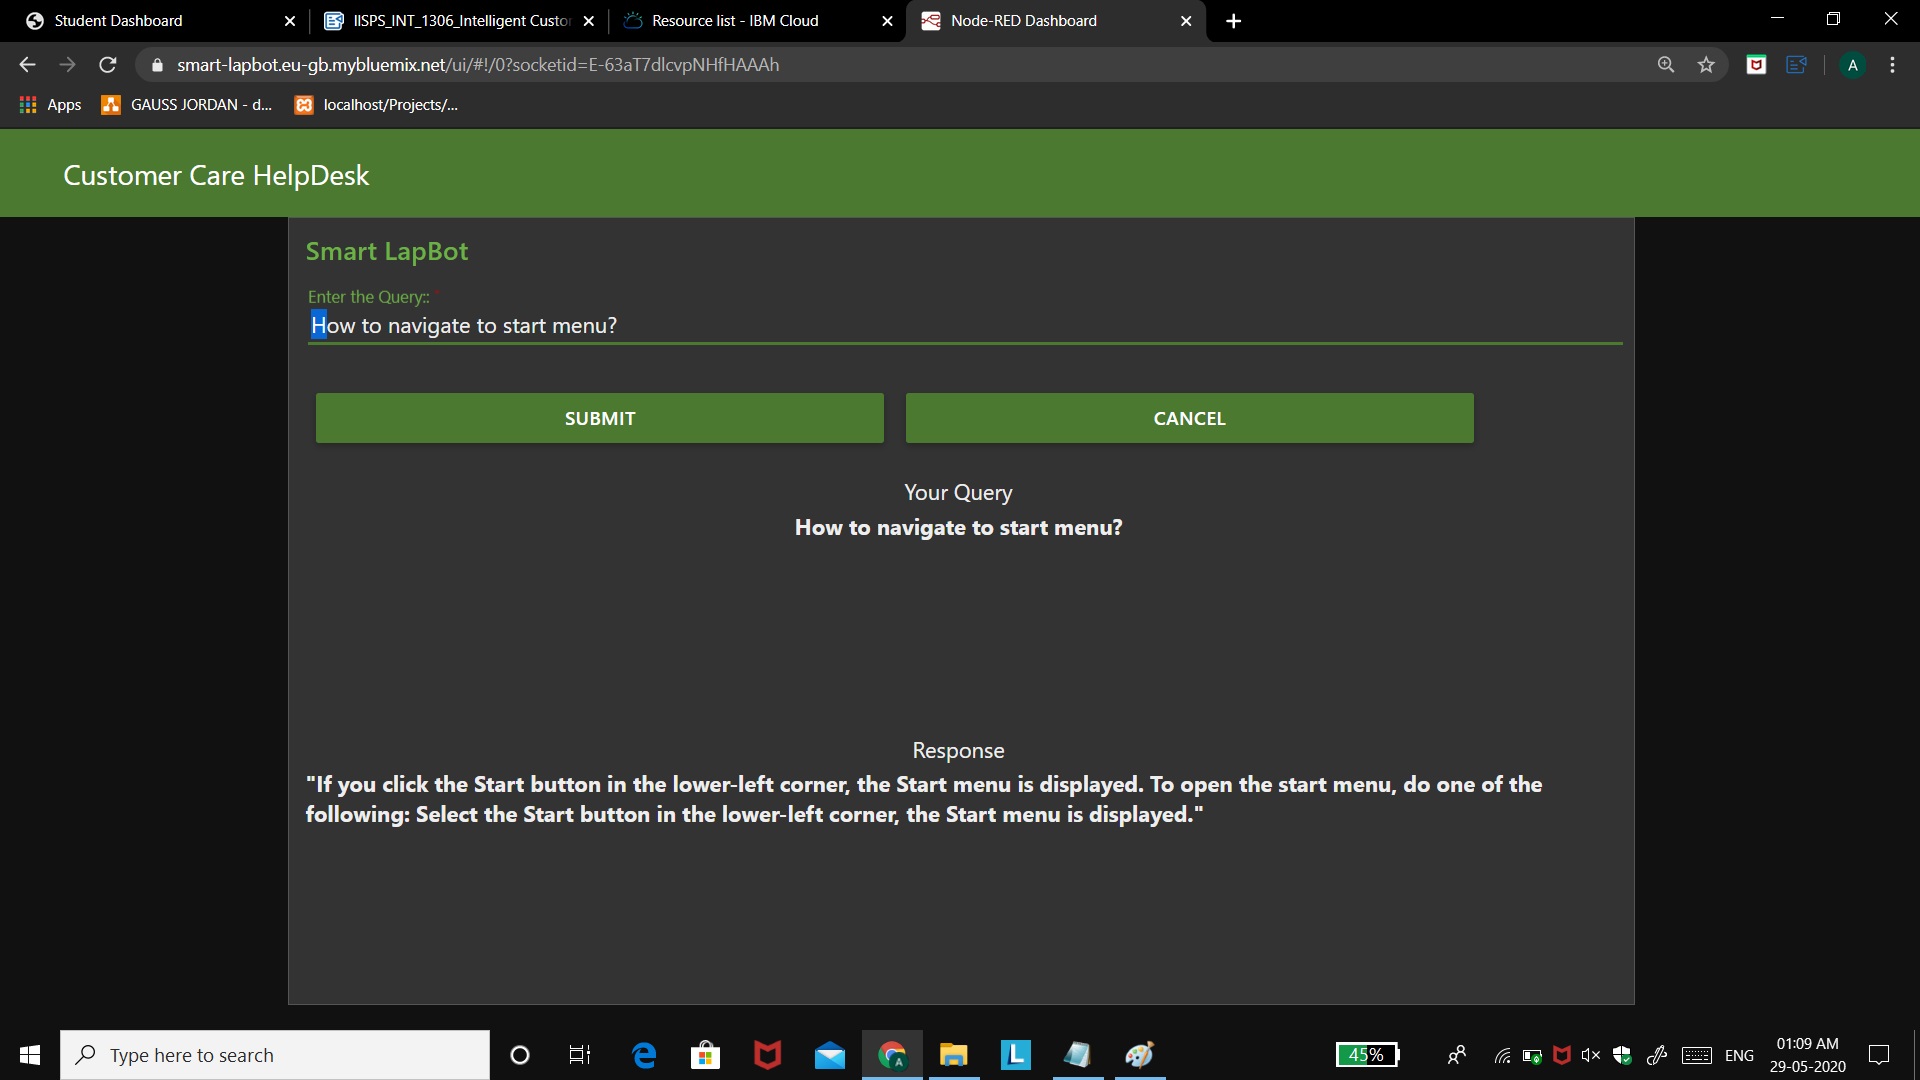 Student Dashboard
IISPS_INT_1306_Intelligent Custor
Resource list - IBM Cloud
Node-RED Dashboard
smart-lapbot.eu-gb.mybluemix.net/ui/#!/0?socketid=E-63aT7dlcvpNHfHAAAh
A
Apps
GAUSS JORDAN - d...
localhost/Projects/...
Customer Care HelpDesk
Smart LapBot
Enter the Query:: *
How to navigate to start menu?
SUBMIT
CANCEL
Your Query
How to navigate to start menu?
Response
"If you click the Start button in the lower-left corner, the Start menu is displayed. To open the start menu, do one of the
following: Select the Start button in the lower-left corner, the Start menu is displayed."
Type here to search
A
L
45%
ENG
01:09 AM
29-05-2020